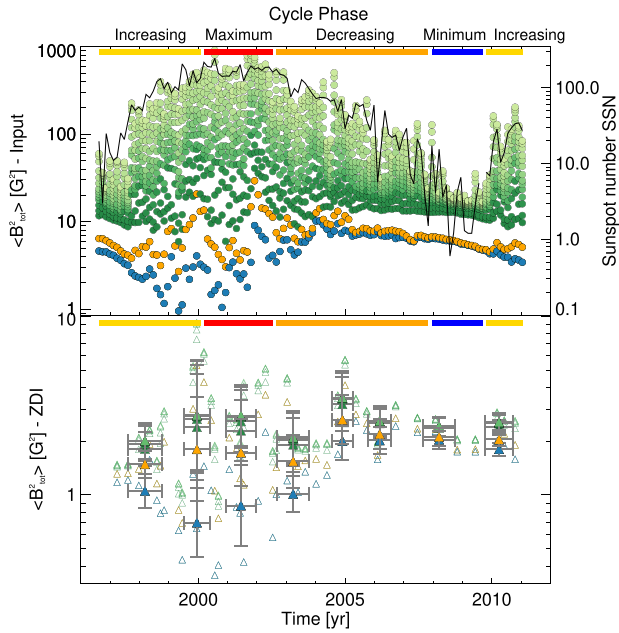 Cycle Phase
Increasing Maximum Decreasing Minimum Increasing
1000
100
10
1
<B²tot> [G²] - Input
100.0
10.0
1.0
0.1
Sunspot number SSN
10
1
<B²tot> [G²] - ZDI
2000 2005 2010
Time [yr]